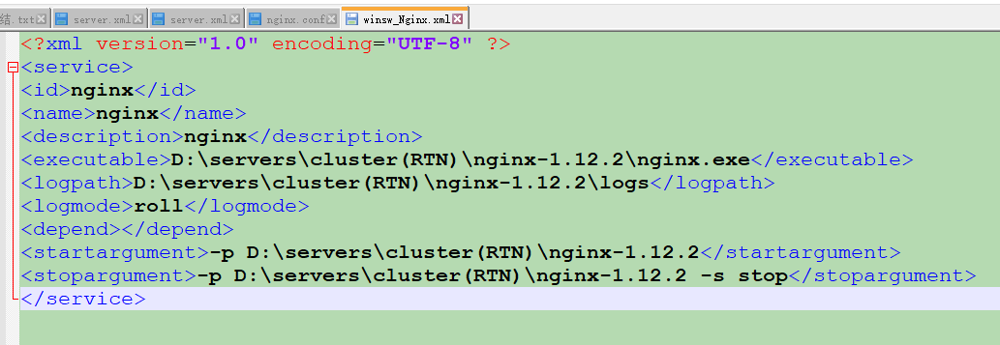 结.txt server.xml server.xml nginx.conf winsw_Nginx.xml
<?xml version="1.0" encoding="UTF-8" ?>
<service>
<id>nginx</id>
<name>nginx</name>
<description>nginx</description>
<executable>D:\servers\cluster(RTN)\nginx-1.12.2\nginx.exe</executable>
<logpath>D:\servers\cluster(RTN)\nginx-1.12.2\logs</logpath>
<logmode>roll</logmode>
<depend></depend>
<startargument>-p D:\servers\cluster(RTN)\nginx-1.12.2</startargument>
<stopargument>-p D:\servers\cluster(RTN)\nginx-1.12.2 -s stop</stopargument>
</service>